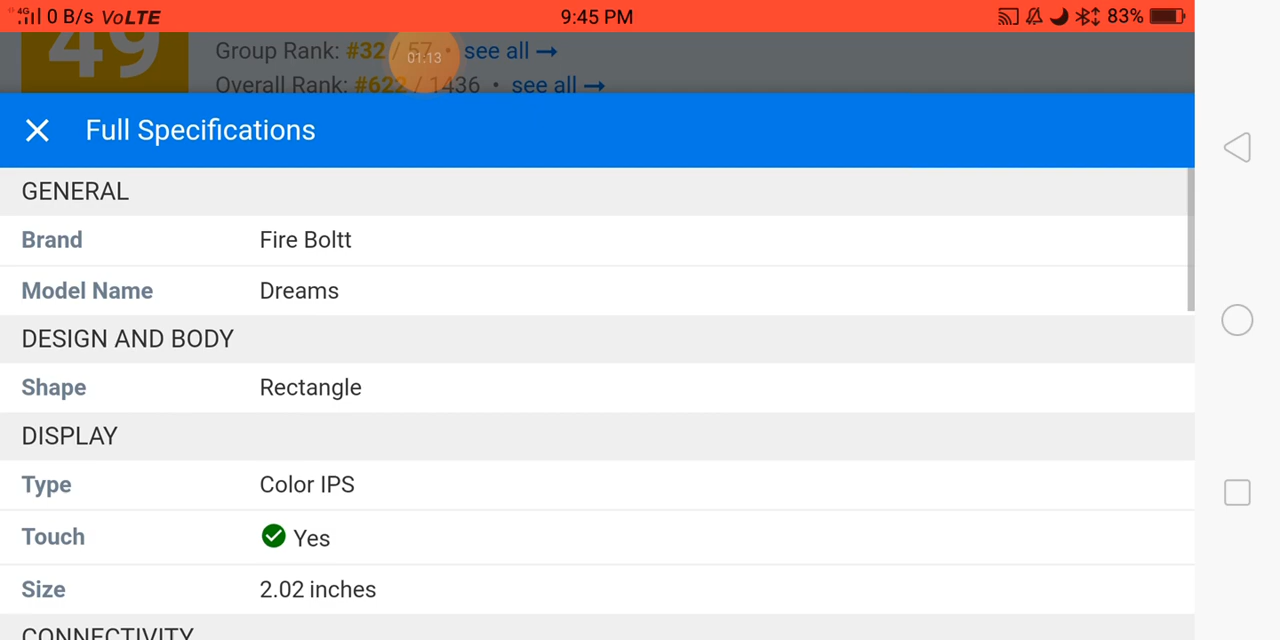 4G 0 B/s VoLTE 9:45 PM 83%
49
Group Rank: #32 / 57 • see all →
01:13
Overall Rank: #622 / 1436 • see all →
Full Specifications
GENERAL
Brand Fire Boltt
Model Name Dreams
DESIGN AND BODY
Shape Rectangle
DISPLAY
Type Color IPS
Touch Yes
Size 2.02 inches
CONNECTIVITY